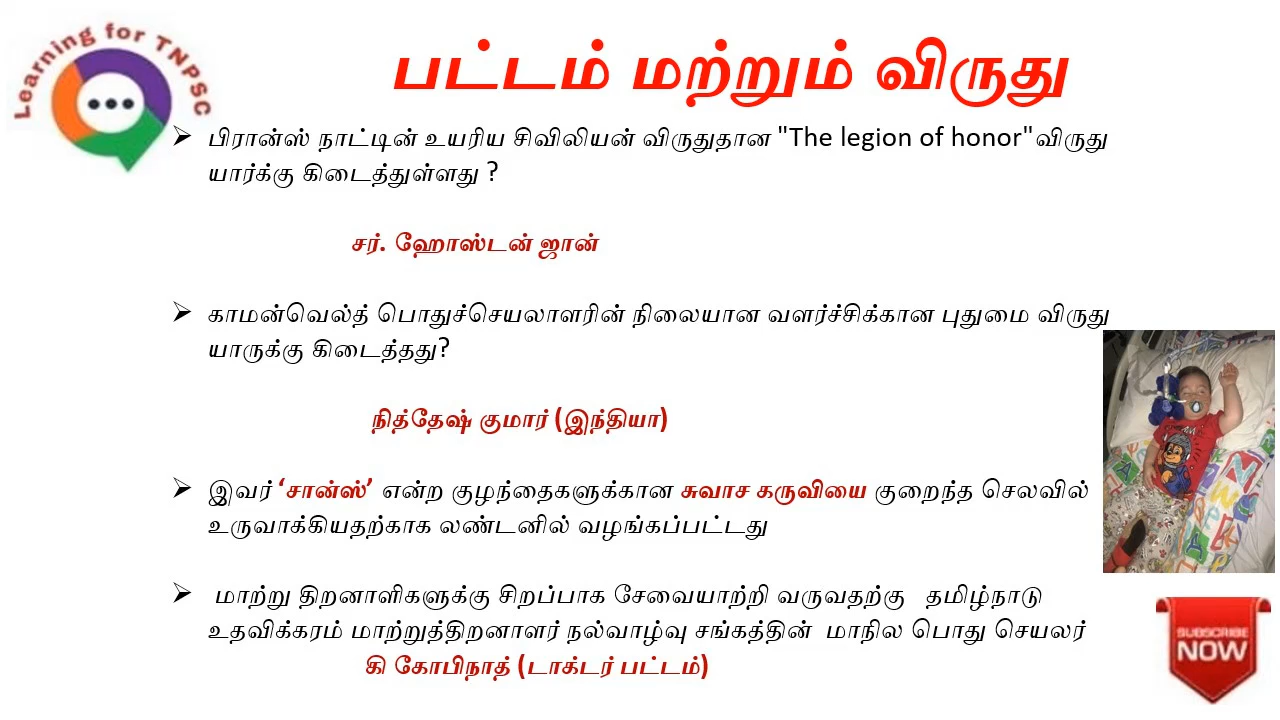 Learning for TNPSC
பட்டம் மற்றும் விருது
➢ பிரான்ஸ் நாட்டின் உயரிய சிவிலியன் விருதுதான "The legion of honor"விருது
யார்க்கு கிடைத்துள்ளது ?
சர். ஹோஸ்டன் ஜான்
➢ காமன்வெல்த் பொதுச்செயலாளரின் நிலையான வளர்ச்சிக்கான புதுமை விருது
யாருக்கு கிடைத்தது?
நித்தேஷ் குமார் (இந்தியா)
➢ இவர் ‘சான்ஸ்’ என்ற குழந்தைகளுக்கான சுவாச கருவியை குறைந்த செலவில்
உருவாக்கியதற்காக லண்டனில் வழங்கப்பட்டது
➢ மாற்று திறனாளிகளுக்கு சிறப்பாக சேவையாற்றி வருவதற்கு தமிழ்நாடு
உதவிக்கரம் மாற்றுத்திறனாளர் நல்வாழ்வு சங்கத்தின் மாநில பொது செயலர்
கி கோபிநாத் (டாக்டர் பட்டம்)
SUBSCRIBE
NOW